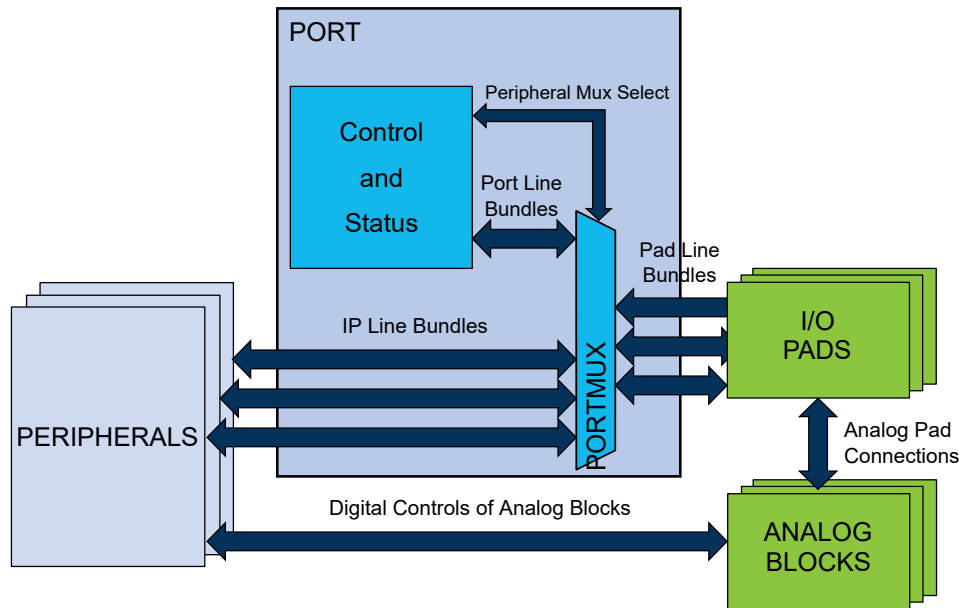 PORT
Peripheral Mux Select
Control
and
Status
Port Line
Bundles
Pad Line
Bundles
IP Line Bundles
PORTMUX
I/O
PADS
PERIPHERALS
Analog Pad
Connections
Digital Controls of Analog Blocks
ANALOG
BLOCKS